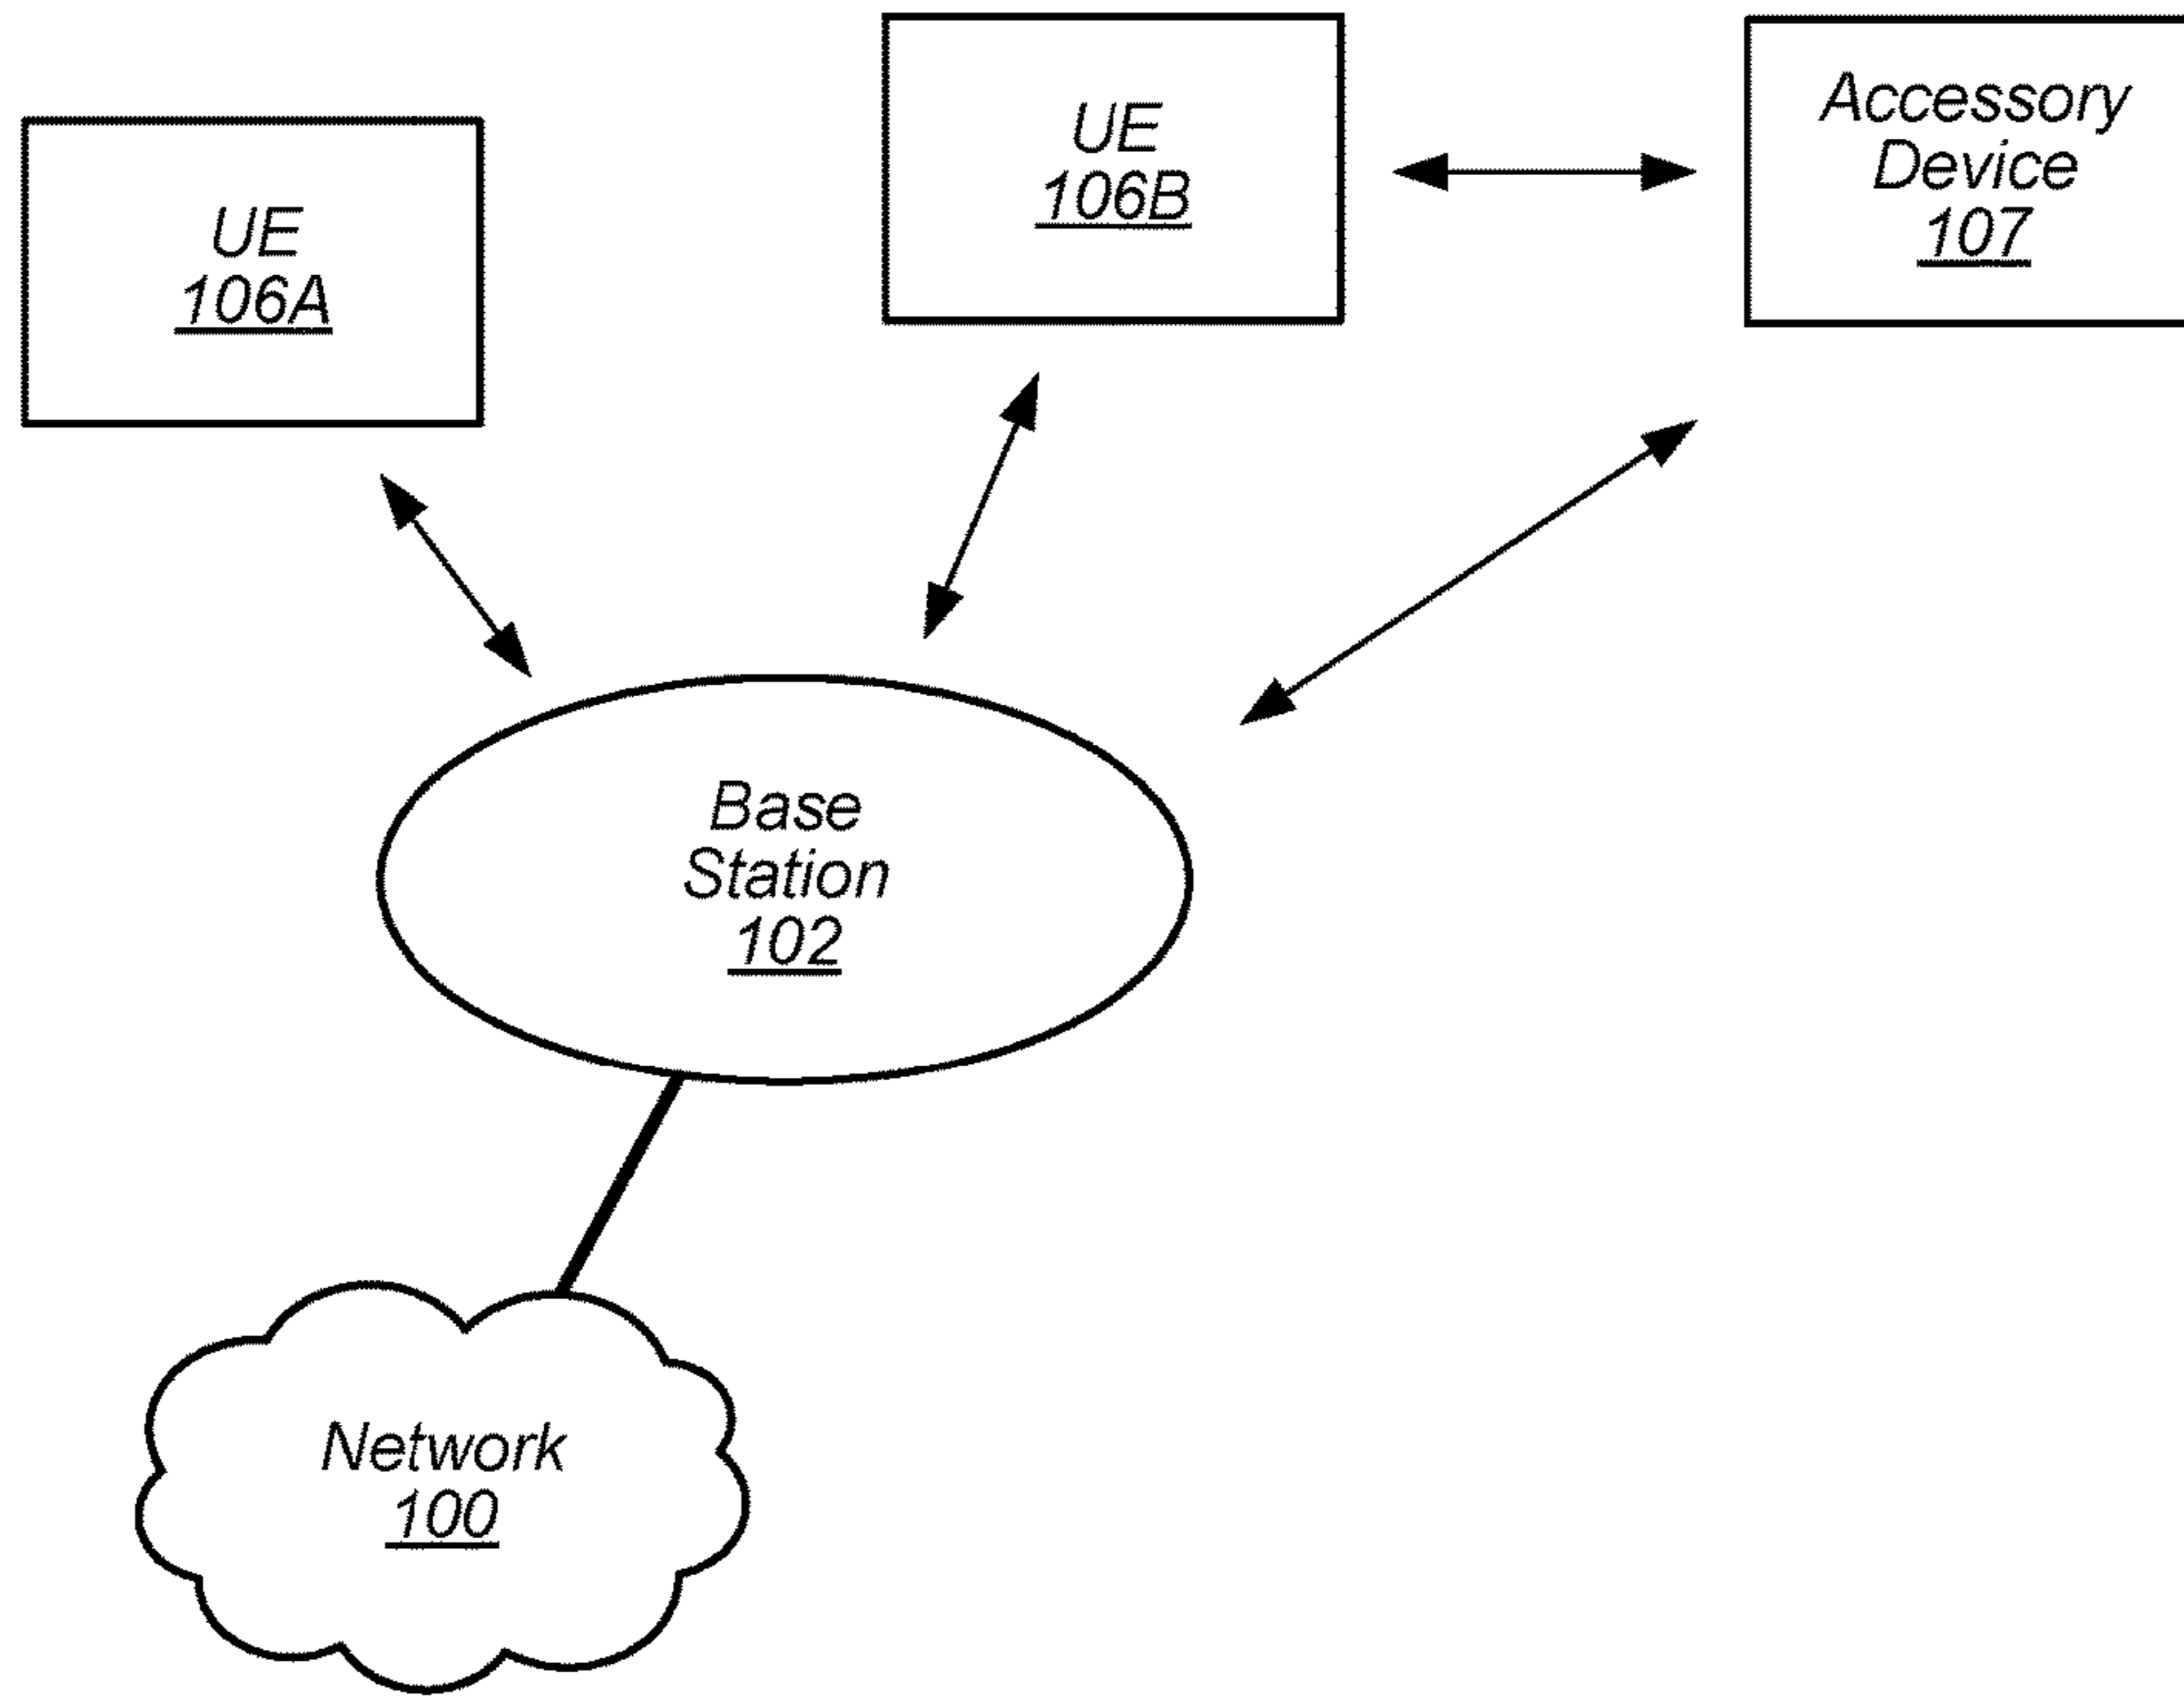 UE
106A
UE
106B
Accessory
Device
107
Base
Station
102
Network
100